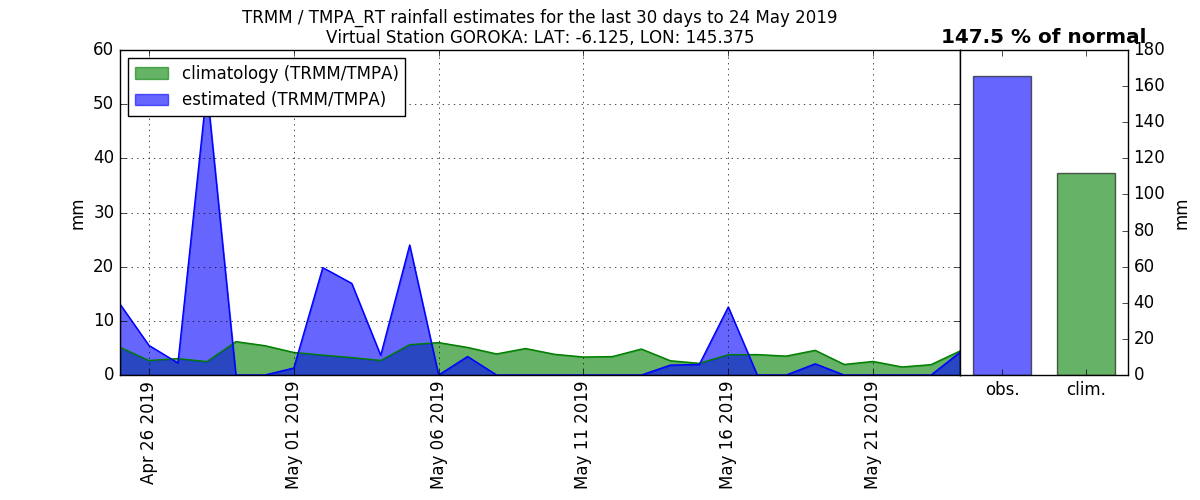 TRMM / TMPA_RT rainfall estimates for the last 30 days to 24 May 2019
Virtual Station GOROKA: LAT: -6.125, LON: 145.375
147.5 % of normal
climatology (TRMM/TMPA)
estimated (TRMM/TMPA)
mm
60
50
40
30
20
10
0
Apr 26 2019
May 01 2019
May 06 2019
May 11 2019
May 16 2019
May 21 2019
obs.
clim.
180
160
140
120
100
80
60
40
20
0
mm